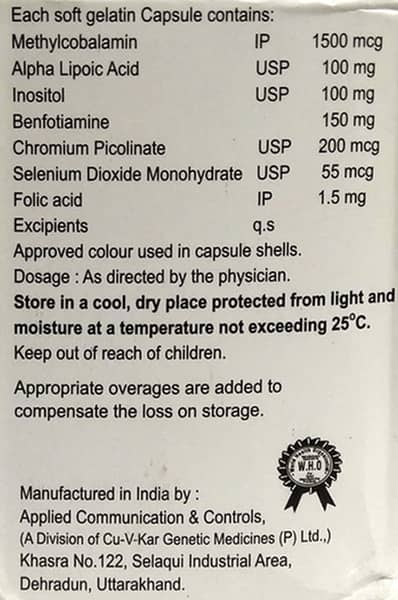 Each soft gelatin Capsule contains:
Methylcobalamin IP 1500 mcg
Alpha Lipoic Acid USP 100 mg
Inositol USP 100 mg
Benfotiamine 150 mg
Chromium Picolinate USP 200 mcg
Selenium Dioxide Monohydrate USP 55 mcg
Folic acid IP 1.5 mg
Excipients q.s
Approved colour used in capsule shells.
Dosage : As directed by the physician.
Store in a cool, dry place protected from light and
moisture at a temperature not exceeding 25°C.
Keep out of reach of children.
Appropriate overages are added to
compensate the loss on storage.
W.H.O
Manufactured in India by :
Applied Communication & Controls,
(A Division of Cu-V-Kar Genetic Medicines (P) Ltd.,)
Khasra No.122, Selaqui Industrial Area,
Dehradun, Uttarakhand.